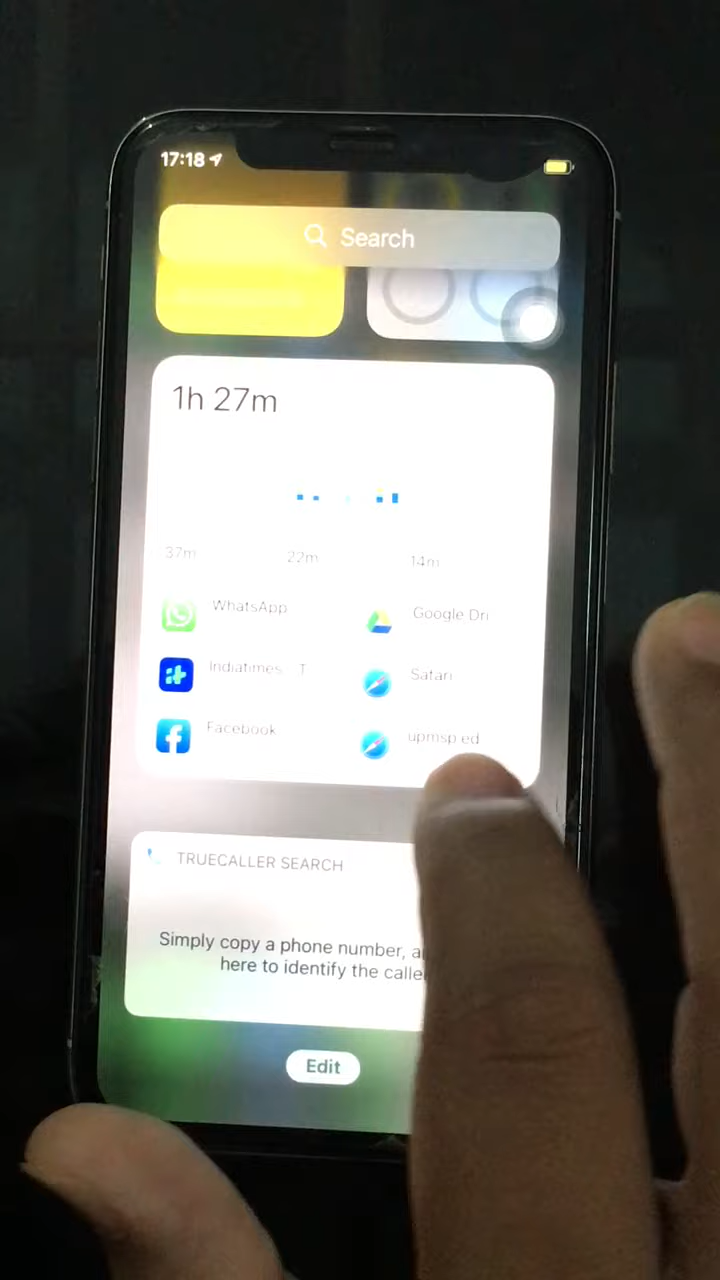 17:18
Search
1h 27m
37m 22m 14m
WhatsApp
Google Dri
Indiatimes T
Safari
Facebook
upmsp.ed
TRUECALLER SEARCH
Simply copy a phone number, a
here to identify the calle
Edit